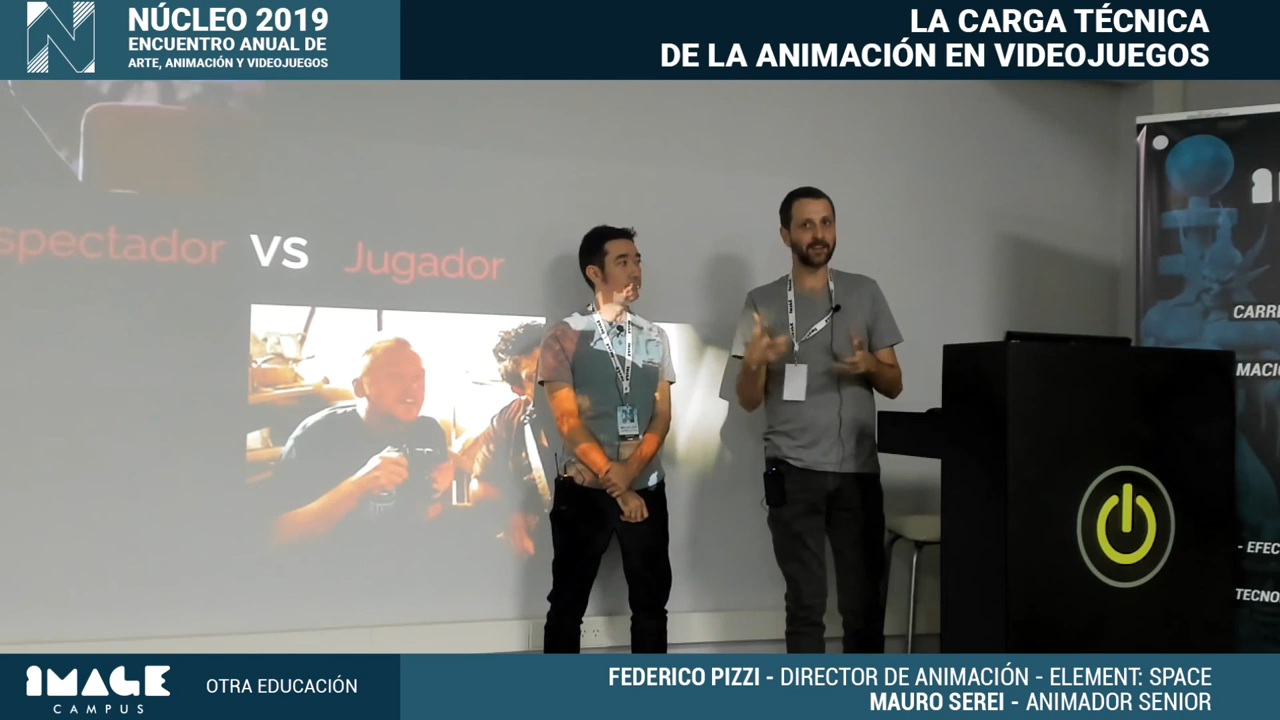 NÚCLEO 2019
ENCUENTRO ANUAL DE
ARTE, ANIMACIÓN Y VIDEOJUEGOS
LA CARGA TÉCNICA
DE LA ANIMACIÓN EN VIDEOJUEGOS
spectador VS Jugador
CARRE
MACIÓ
- EFEC
TECNO
IMAGE
CAMPUS
OTRA EDUCACIÓN
FEDERICO PIZZI - DIRECTOR DE ANIMACIÓN - ELEMENT: SPACE
MAURO SEREI - ANIMADOR SENIOR